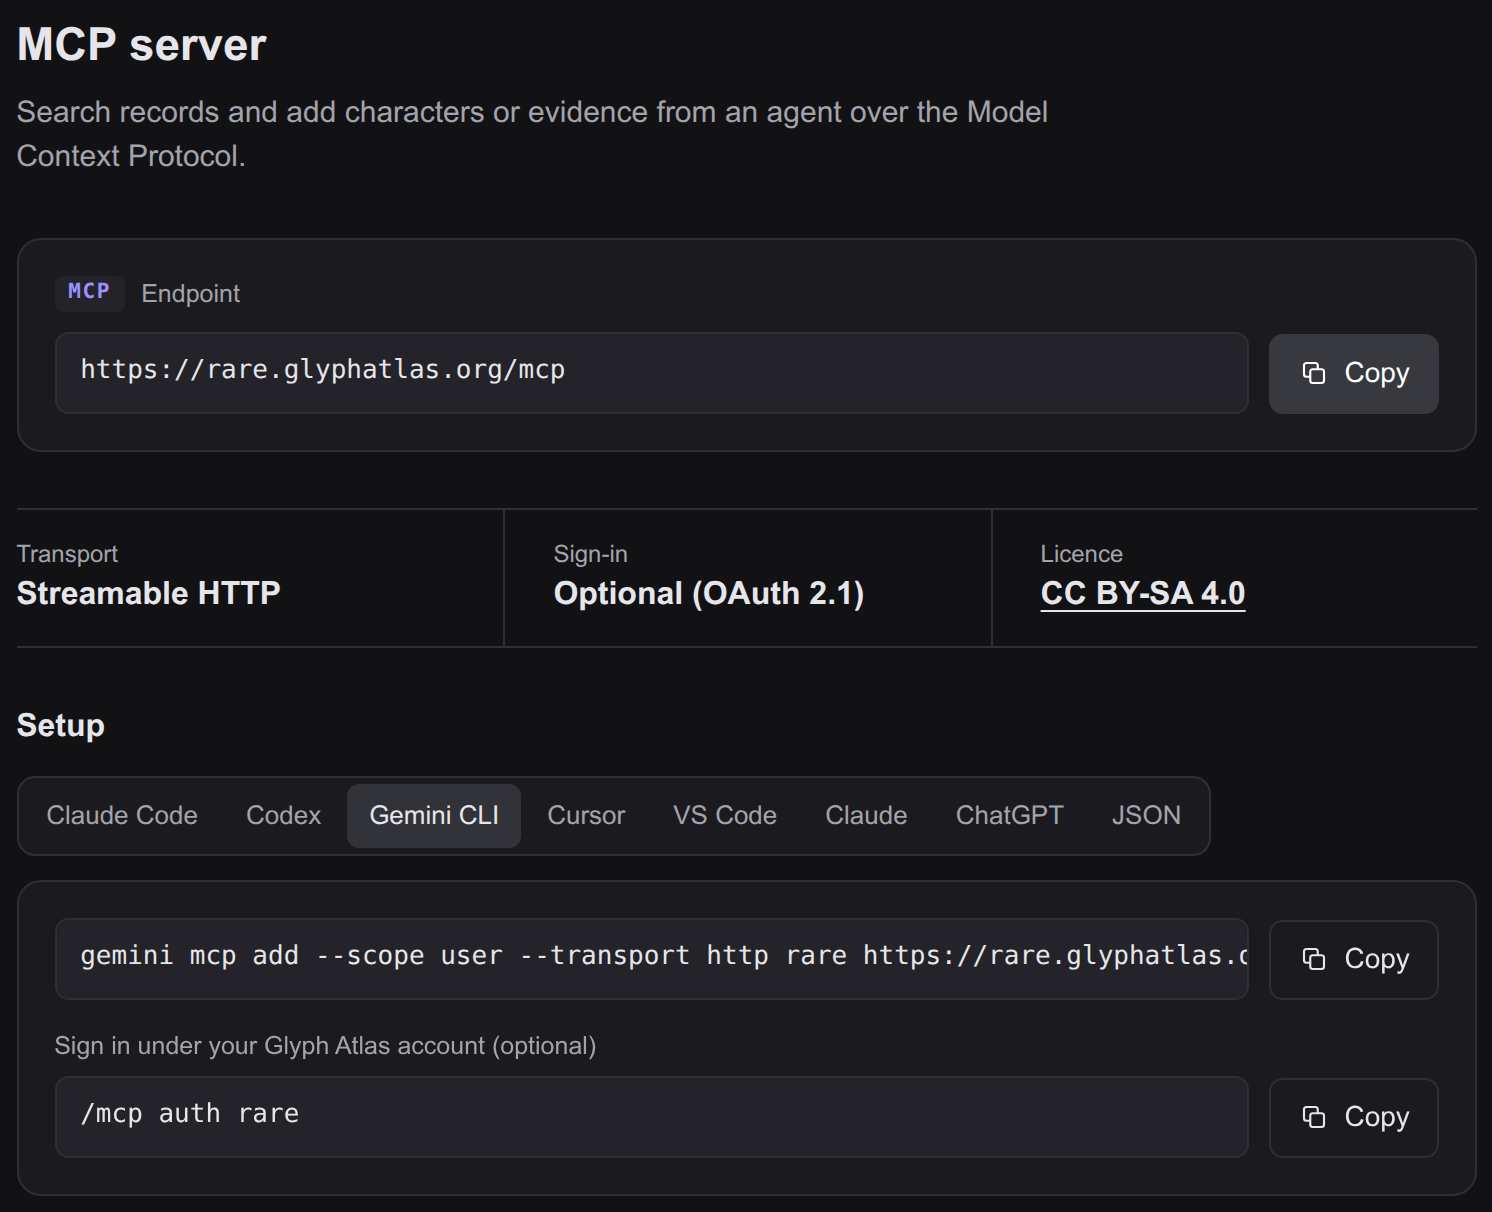 MCP server
Search records and add characters or evidence from an agent over the Model
Context Protocol.
MCP Endpoint
https://rare.glyphatlas.org/mcp
Copy
Transport
Streamable HTTP
Sign-in
Optional (OAuth 2.1)
Licence
CC BY-SA 4.0
Setup
Claude Code Codex Gemini CLI Cursor VS Code Claude ChatGPT JSON
gemini mcp add --scope user --transport http rare https://rare.glyphatlas.
Copy
Sign in under your Glyph Atlas account (optional)
/mcp auth rare
Copy